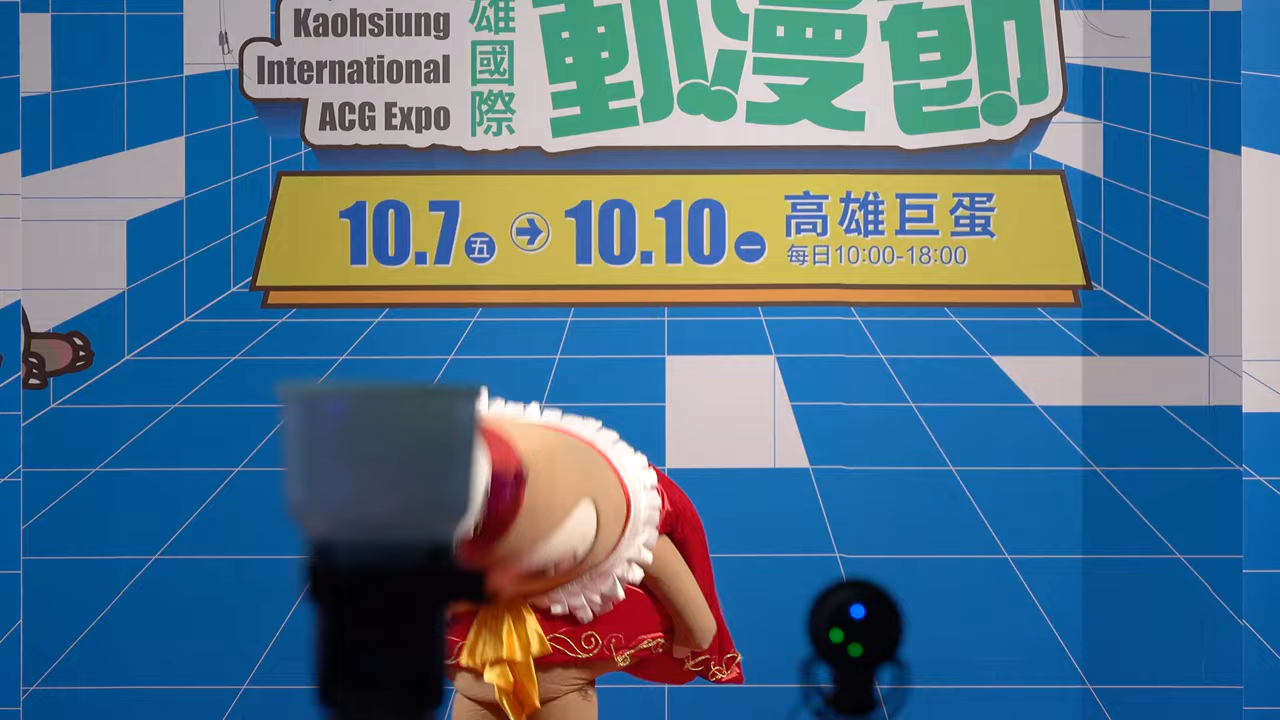 Kaohsiung
International
ACG Expo
雄國際
動漫節
10.7 五 → 10.10 一
高雄巨蛋
每日10:00-18:00